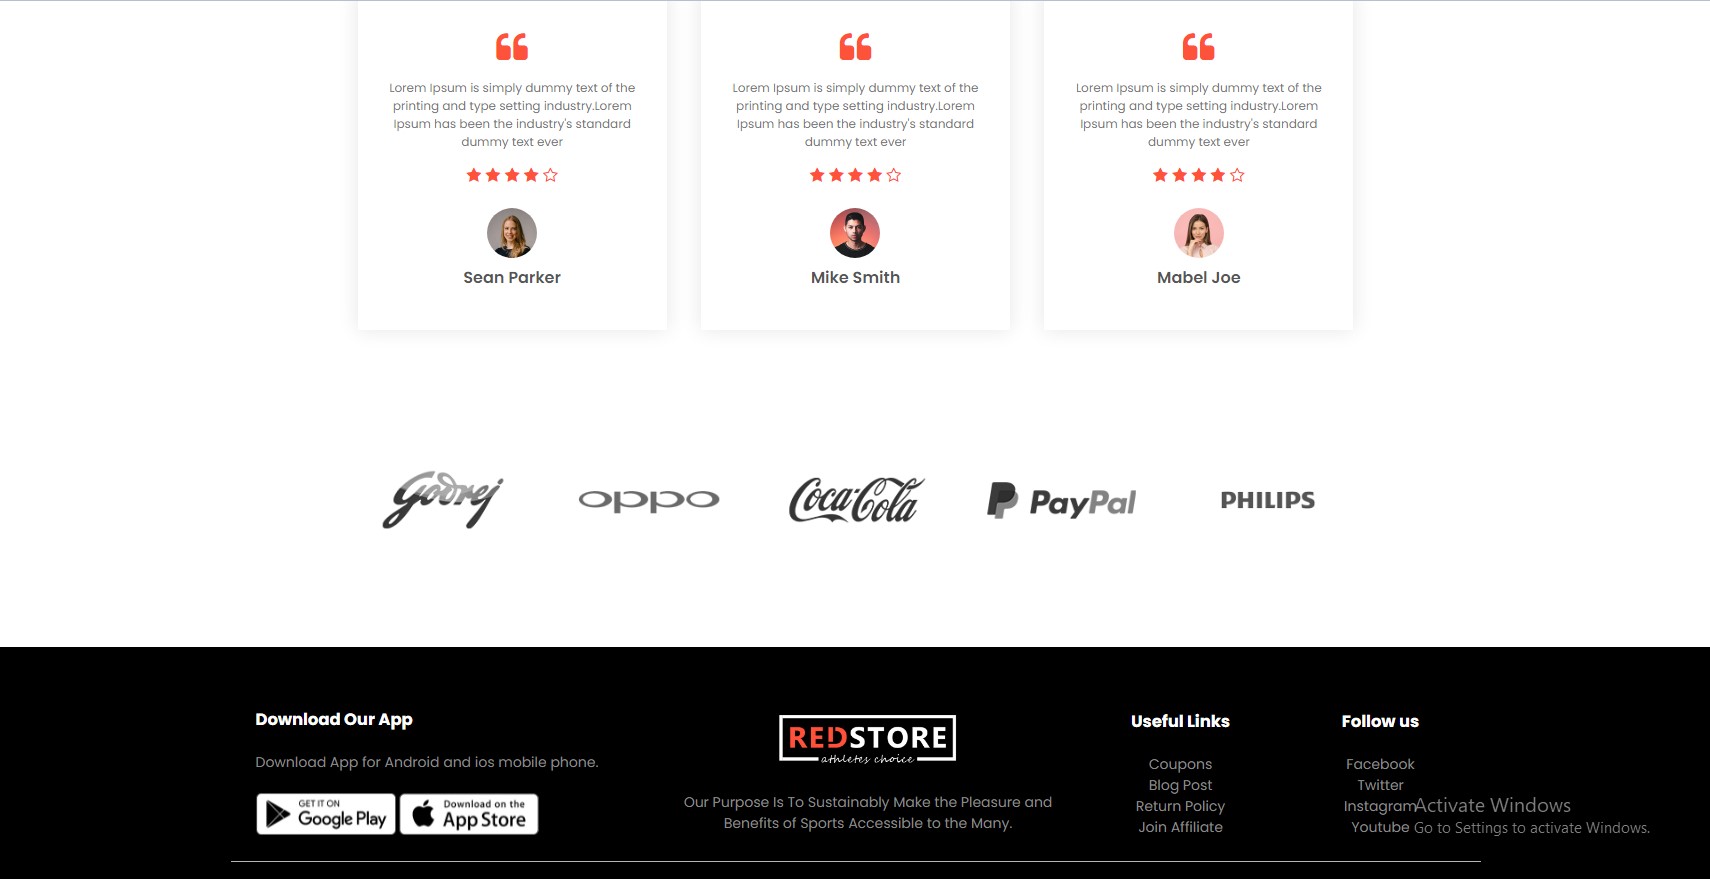 Lorem Ipsum is simply dummy text of the
printing and type setting industry.Lorem
Ipsum has been the industry's standard
dummy text ever
Sean Parker
Lorem Ipsum is simply dummy text of the
printing and type setting industry.Lorem
Ipsum has been the industry's standard
dummy text ever
Mike Smith
Lorem Ipsum is simply dummy text of the
printing and type setting industry.Lorem
Ipsum has been the industry's standard
dummy text ever
Mabel Joe
Godrej
oppo
Coca-Cola
PayPal
PHILIPS
Download Our App
Download App for Android and ios mobile phone.
GET IT ON
Google Play
Download on the
App Store
REDSTORE
athletes choice
Our Purpose Is To Sustainably Make the Pleasure and
Benefits of Sports Accessible to the Many.
Useful Links
Coupons
Blog Post
Return Policy
Join Affiliate
Follow us
Facebook
Twitter
Instagram
Youtube
Activate Windows
Go to Settings to activate Windows.